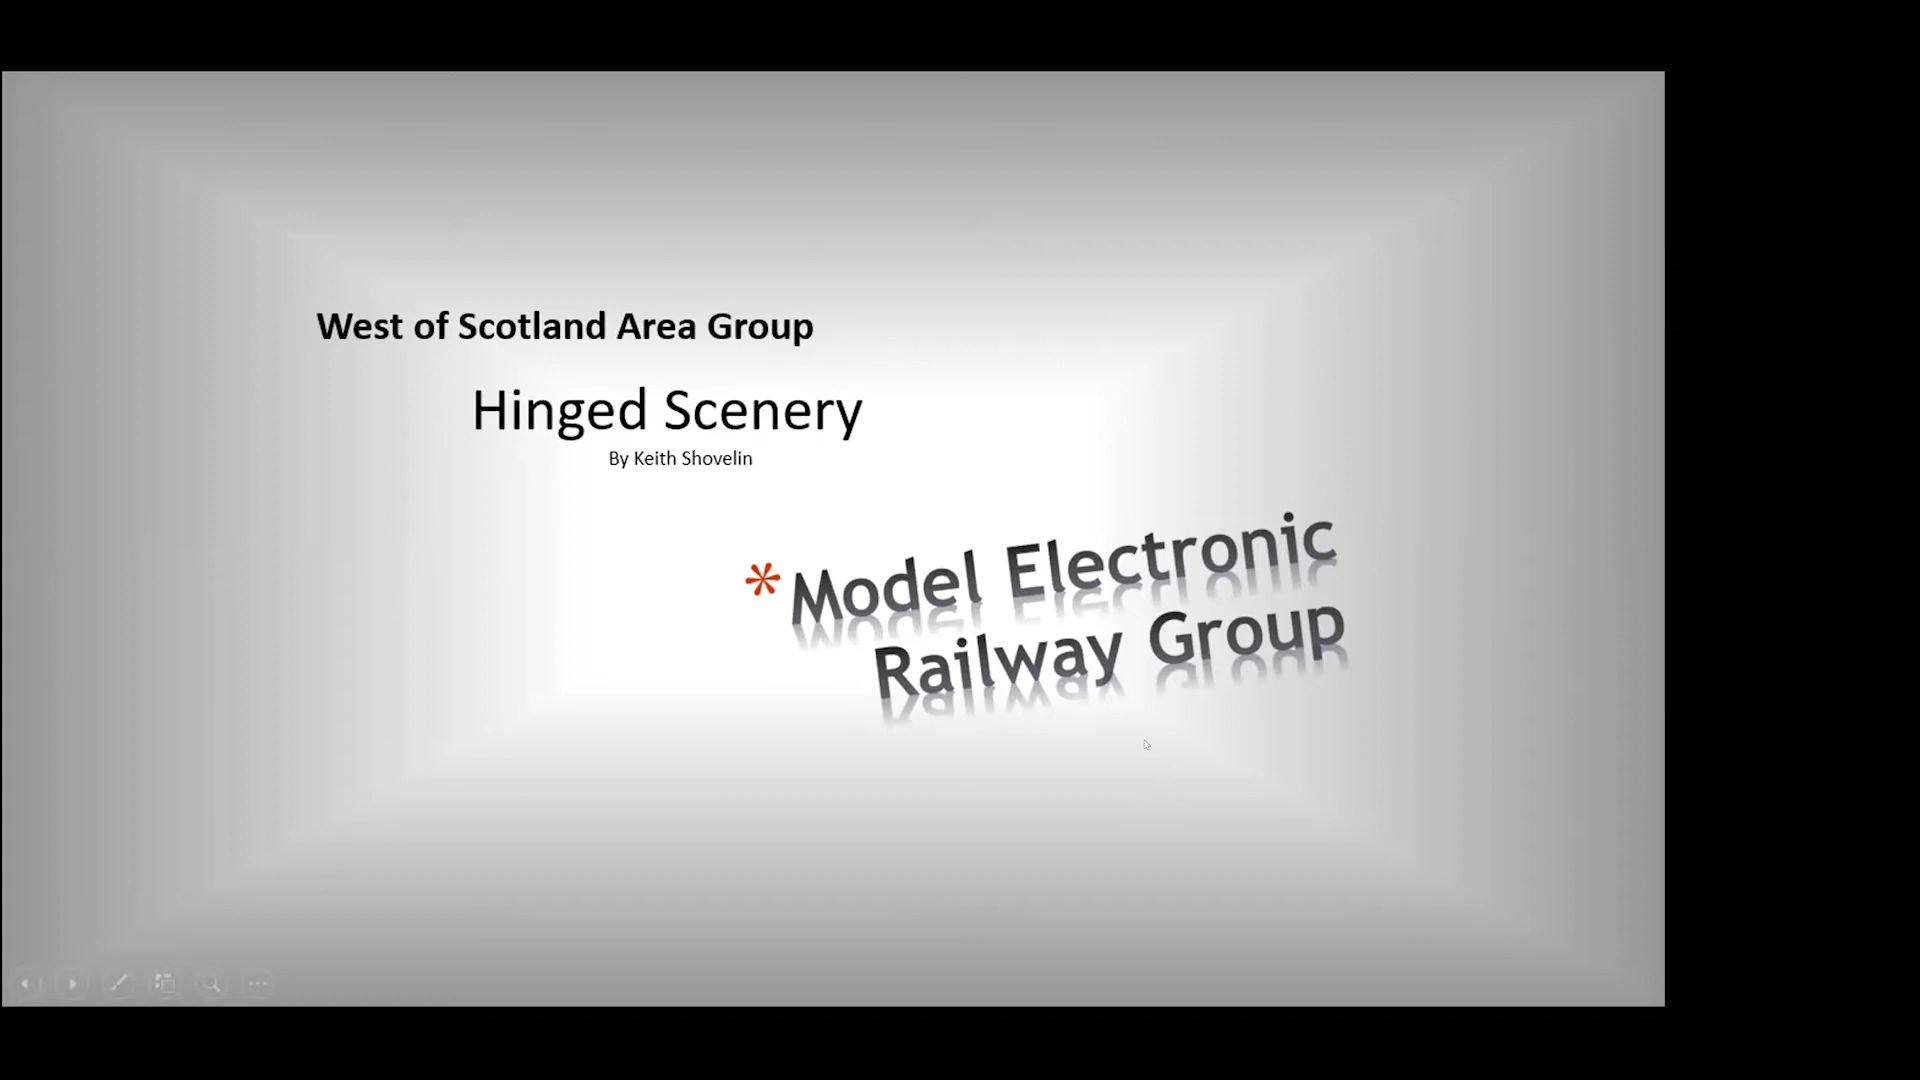 West of Scotland Area Group
Hinged Scenery
By Keith Shovelin
* Model Electronic
Railway Group